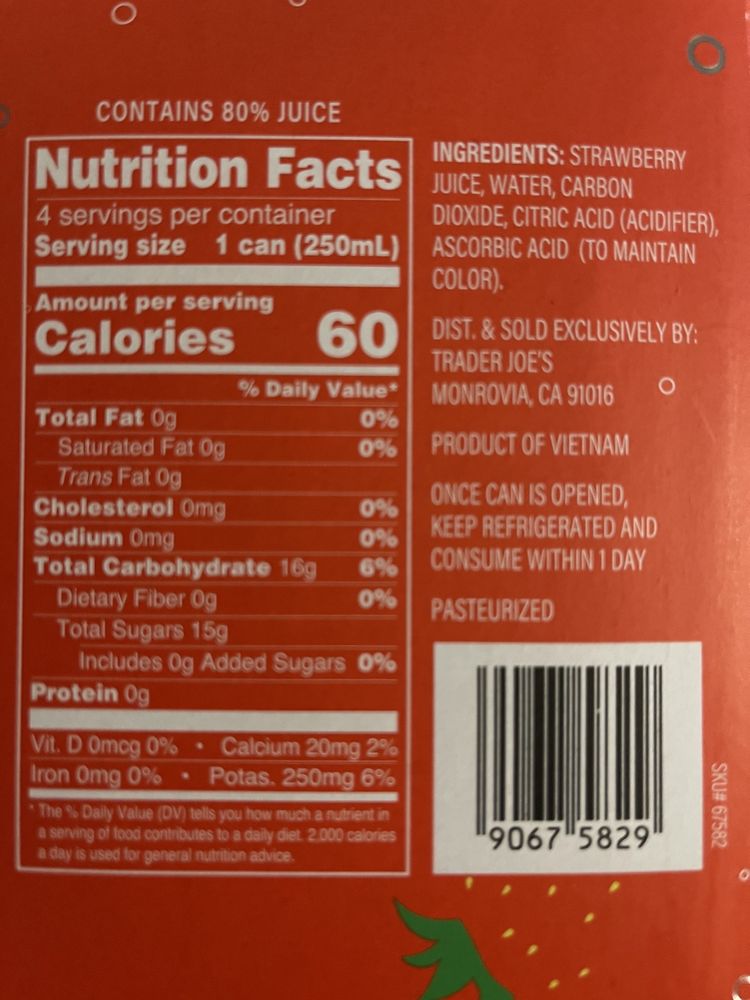 CONTAINS 80% JUICE
Nutrition Facts
4 servings per container
Serving size 1 can (250mL)
Amount per serving
Calories 60
% Daily Value*
Total Fat 0g 0%
Saturated Fat 0g 0%
Trans Fat 0g
Cholesterol 0mg 0%
Sodium 0mg 0%
Total Carbohydrate 16g 6%
Dietary Fiber 0g 0%
Total Sugars 15g
Includes 0g Added Sugars 0%
Protein 0g
Vit. D 0mcg 0% • Calcium 20mg 2%
Iron 0mg 0% • Potas. 250mg 6%
* The % Daily Value (DV) tells you how much a nutrient in
a serving of food contributes to a daily diet. 2,000 calories
a day is used for general nutrition advice.
INGREDIENTS: STRAWBERRY
JUICE, WATER, CARBON
DIOXIDE, CITRIC ACID (ACIDIFIER),
ASCORBIC ACID (TO MAINTAIN
COLOR).
DIST. & SOLD EXCLUSIVELY BY:
TRADER JOE'S
MONROVIA, CA 91016
PRODUCT OF VIETNAM
ONCE CAN IS OPENED,
KEEP REFRIGERATED AND
CONSUME WITHIN 1 DAY
PASTEURIZED
9067 5829
SKU# 67582